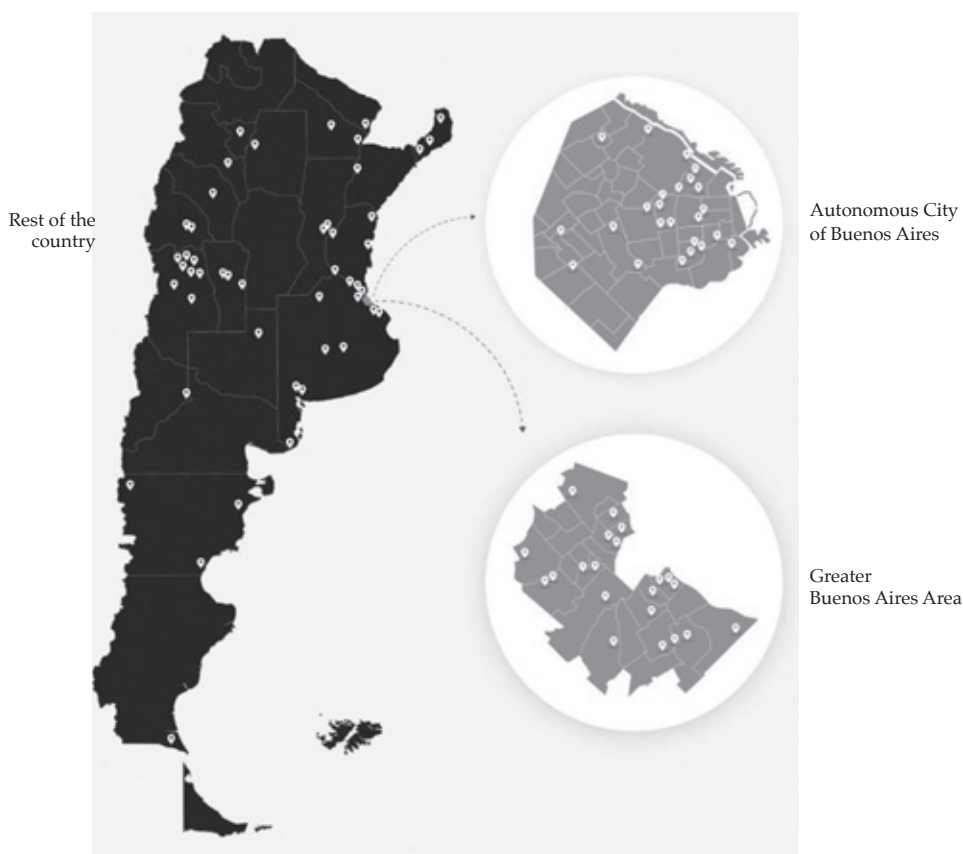 Rest of the
country
Autonomous City
of Buenos Aires
Greater
Buenos Aires Area